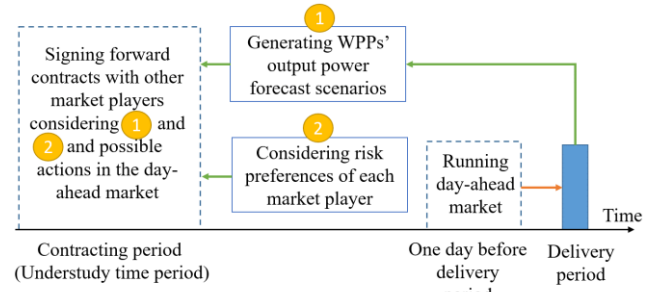 Signing forward
contracts with other
market players
considering 1 and
2 and possible
actions in the day-
ahead market
1
Generating WPPs'
output power
forecast scenarios
2
Considering risk
preferences of each
market player
Running
day-ahead
market
Time
Contracting period
(Understudy time period)
One day before
delivery
period
Delivery
period